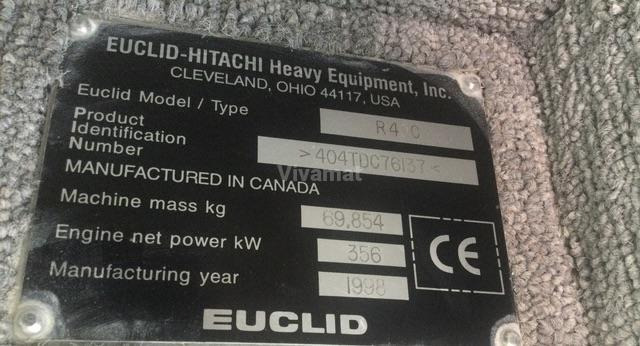 EUCLID-HITACHI Heavy Equipment, Inc.
CLEVELAND, OHIO 44117, USA
Euclid Model / Type R40C
Product
Identification
Number >404TDC76137<
MANUFACTURED IN CANADA
Vivamat
Machine mass kg 69,854
Engine net power kW 356
Manufacturing year 1998
CE
EUCLID